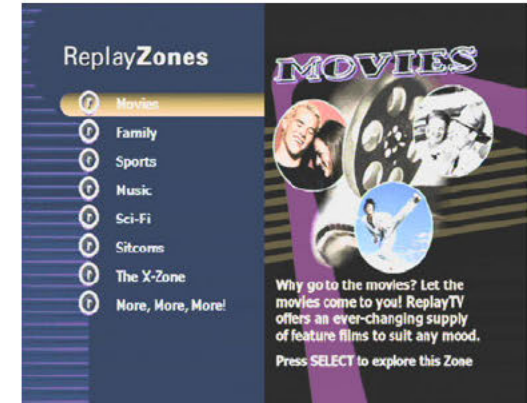 ReplayZones
Movies
Family
Sports
Music
Sci-Fi
Sitcoms
The X-Zone
More, More, More!
MOVIES
Why go to the movies? Let the
movies come to you! ReplayTV
offers an ever-changing supply
of feature films to suit any mood.
Press SELECT to explore this Zone